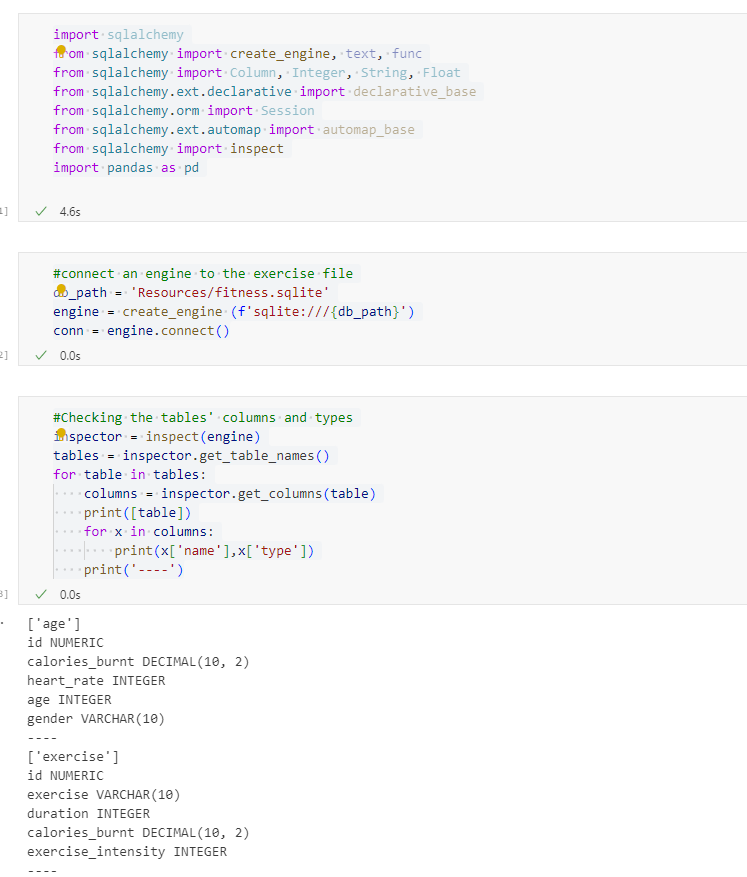 import sqlalchemy
from sqlalchemy import create_engine, text, func
from sqlalchemy import Column, Integer, String, Float
from sqlalchemy.ext.declarative import declarative_base
from sqlalchemy.orm import Session
from sqlalchemy.ext.automap import automap_base
from sqlalchemy import inspect
import pandas as pd
1] ✓ 4.6s
#connect an engine to the exercise file
db_path = 'Resources/fitness.sqlite'
engine = create_engine (f'sqlite:///{db_path}')
conn = engine.connect()
2] ✓ 0.0s
#Checking the tables' columns and types
inspector = inspect(engine)
tables = inspector.get_table_names()
for table in tables:
    columns = inspector.get_columns(table)
    print([table])
    for x in columns:
        print(x['name'],x['type'])
    print('----')
3] ✓ 0.0s
['age']
id NUMERIC
calories_burnt DECIMAL(10, 2)
heart_rate INTEGER
age INTEGER
gender VARCHAR(10)
----
['exercise']
id NUMERIC
exercise VARCHAR(10)
duration INTEGER
calories_burnt DECIMAL(10, 2)
exercise_intensity INTEGER
----